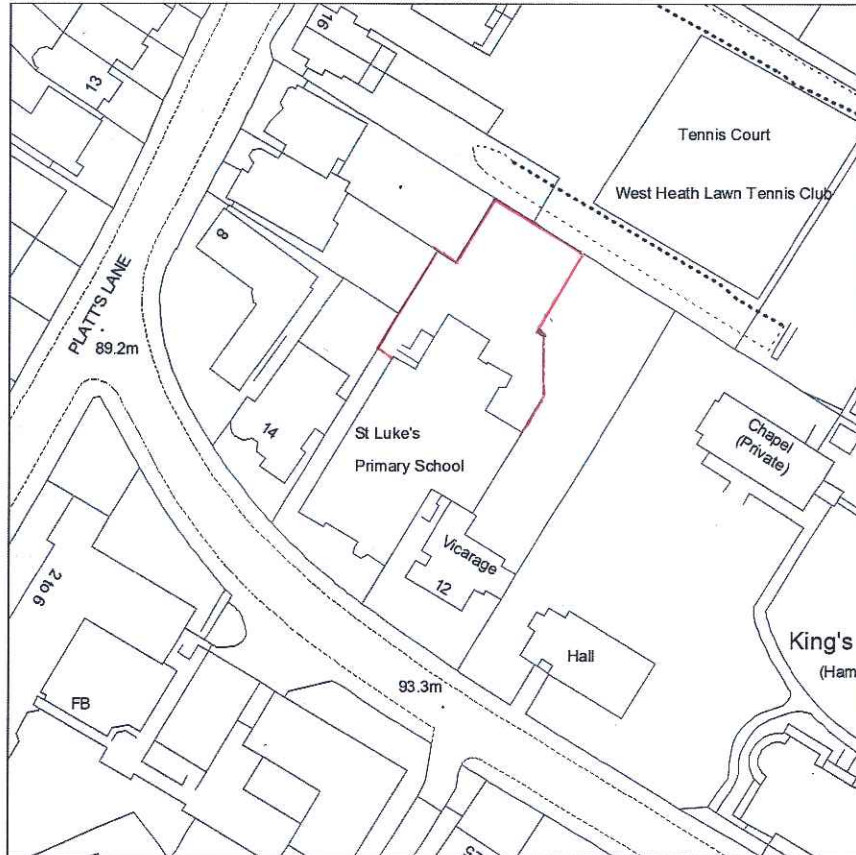 16
13
Tennis Court
West Heath Lawn Tennis Club
8
PLATT'S LANE
89.2m
14
St Luke's
Primary School
Chapel
(Private)
Vicarage
12
2 to 6
Hall
King's
(Ham
93.3m
FB